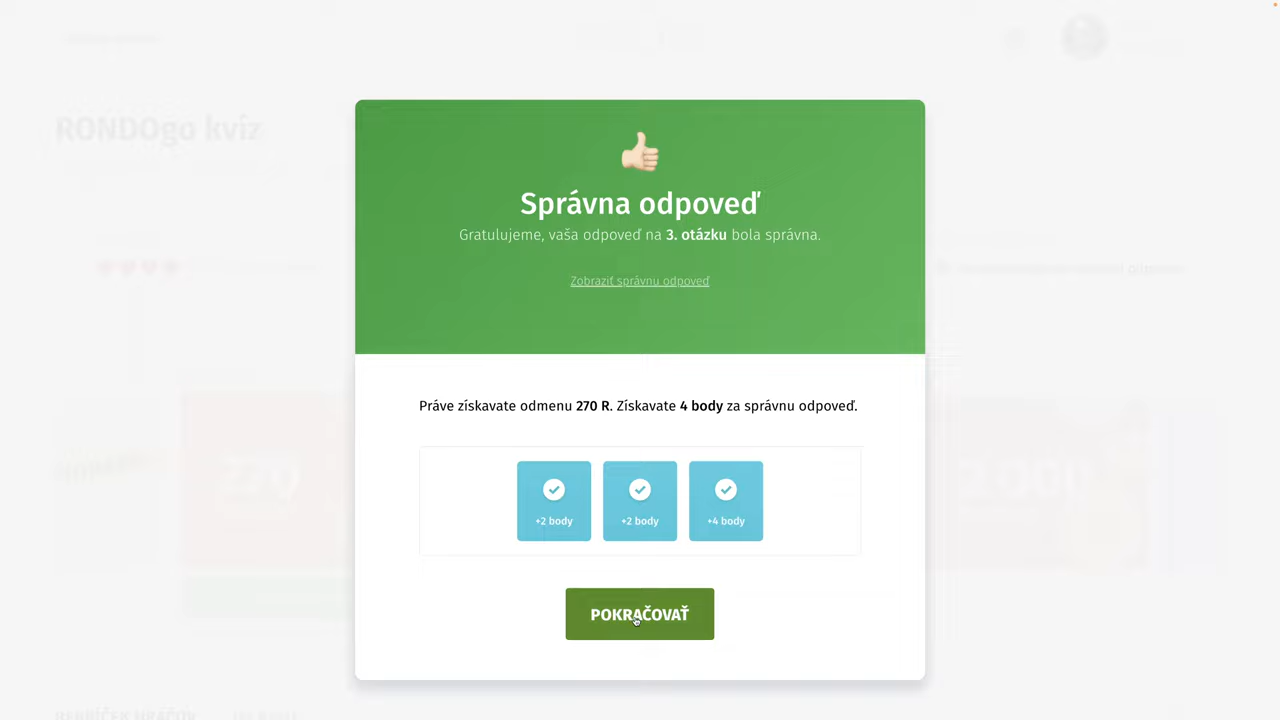 RONDOgo kvíz
Správna odpoveď
Gratulujeme, vaša odpoveď na 3. otázku bola správna.
Zobraziť správnu odpoveď
Práve získavate odmenu 270 R. Získavate 4 body za správnu odpoveď.
+2 body
+2 body
+4 body
POKRAČOVAŤ